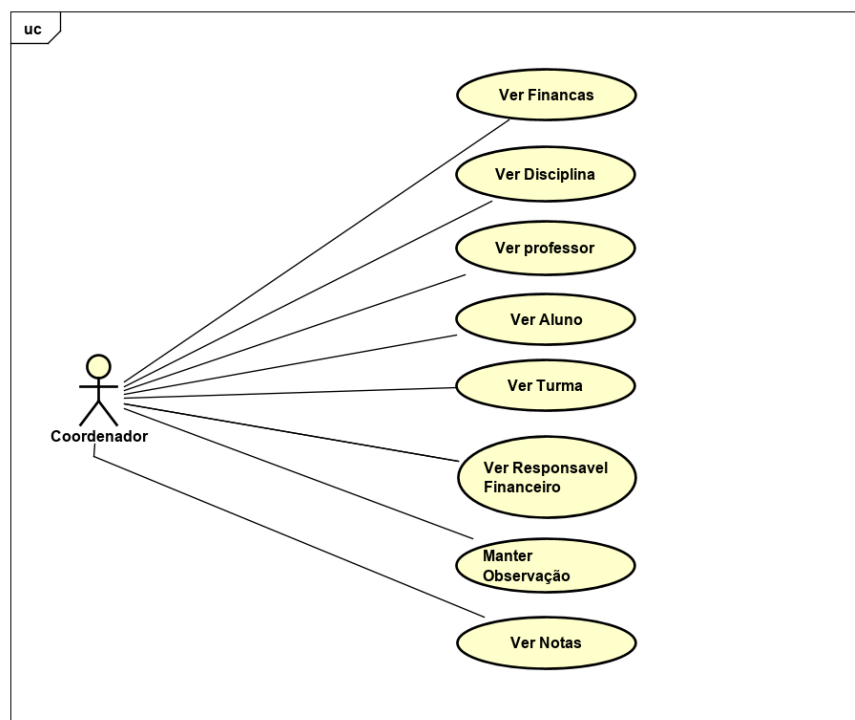 uc
Ver Financas
Ver Disciplina
Ver professor
Ver Aluno
Ver Turma
Coordenador
Ver Responsavel
Financeiro
Manter
Observação
Ver Notas